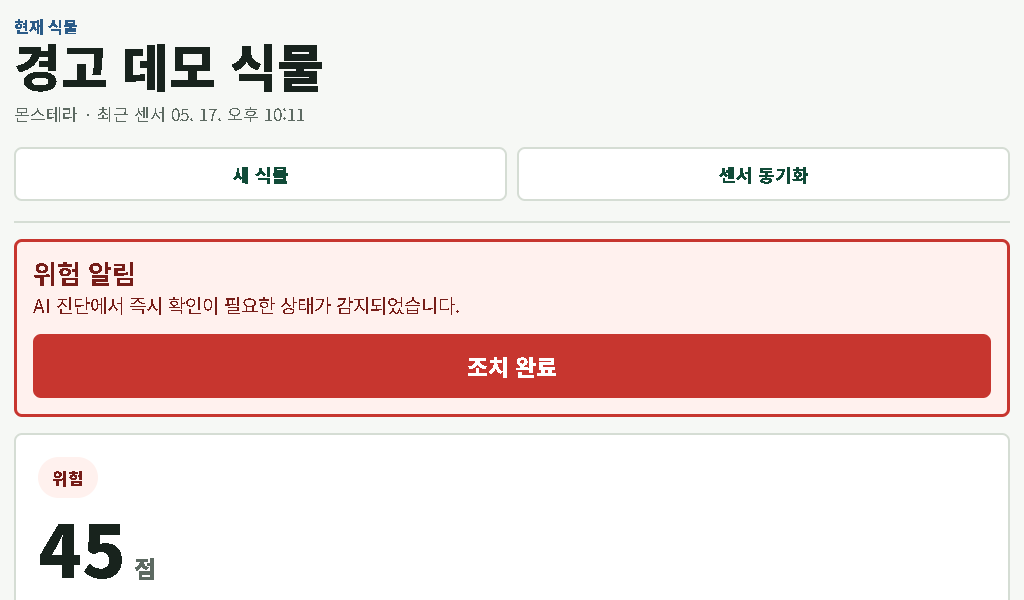 현재 식물
경고 데모 식물
몬스테라 · 최근 센서 05. 17. 오후 10:11
새 식물
센서 동기화
위험 알림
AI 진단에서 즉시 확인이 필요한 상태가 감지되었습니다.
조치 완료
위험
45 점